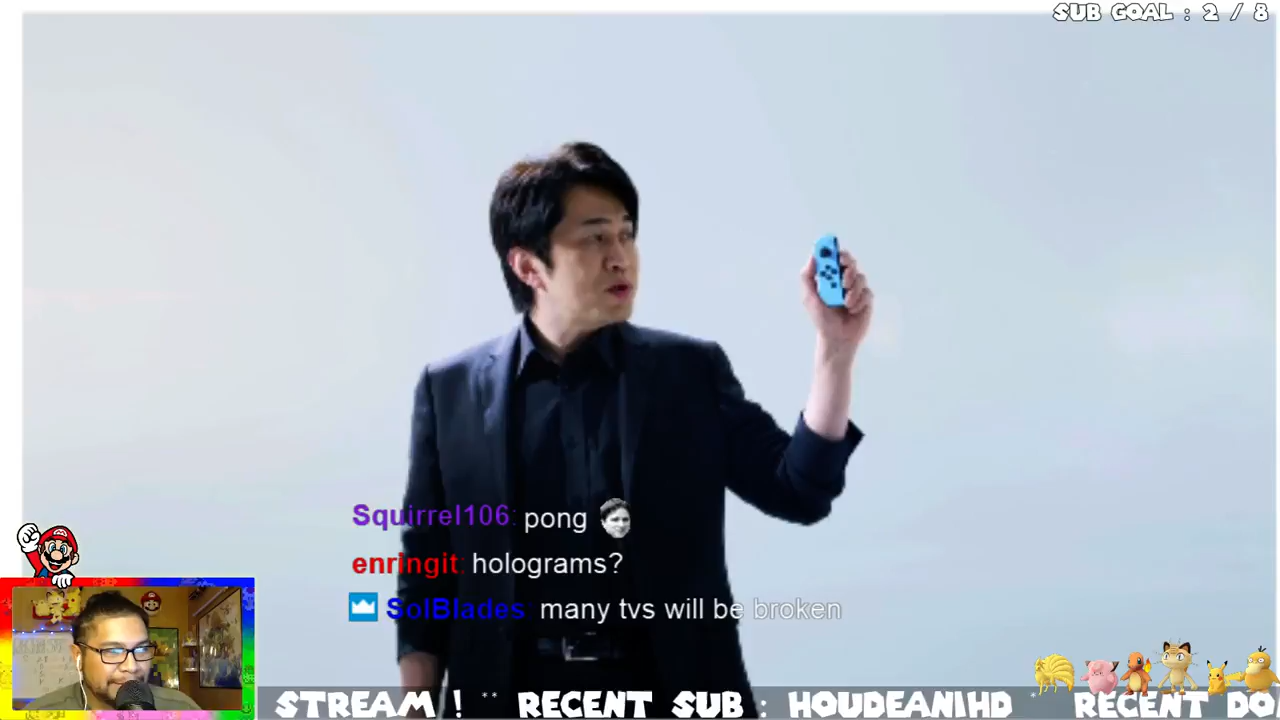 SUB GOAL : 2 / 8
Squirrel106: pong
enringit: holograms?
SolBlades: many tvs will be broken
STREAM ! ** RECENT SUB : HOUDEANIHD * RECENT DO